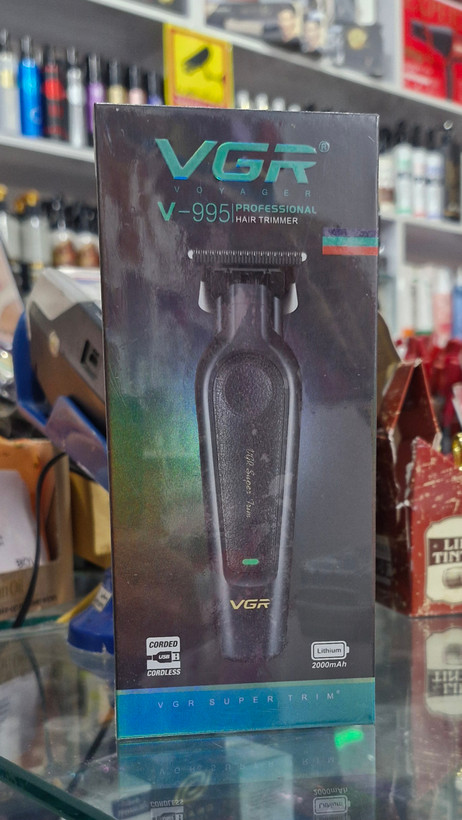 VGR®
VOYAGER
V-995 PROFESSIONAL
HAIR TRIMMER
VGR Super Trim
VGR
CORDED
USB
CORDLESS
Lithium
2000mAh
VGR SUPER TRIM®